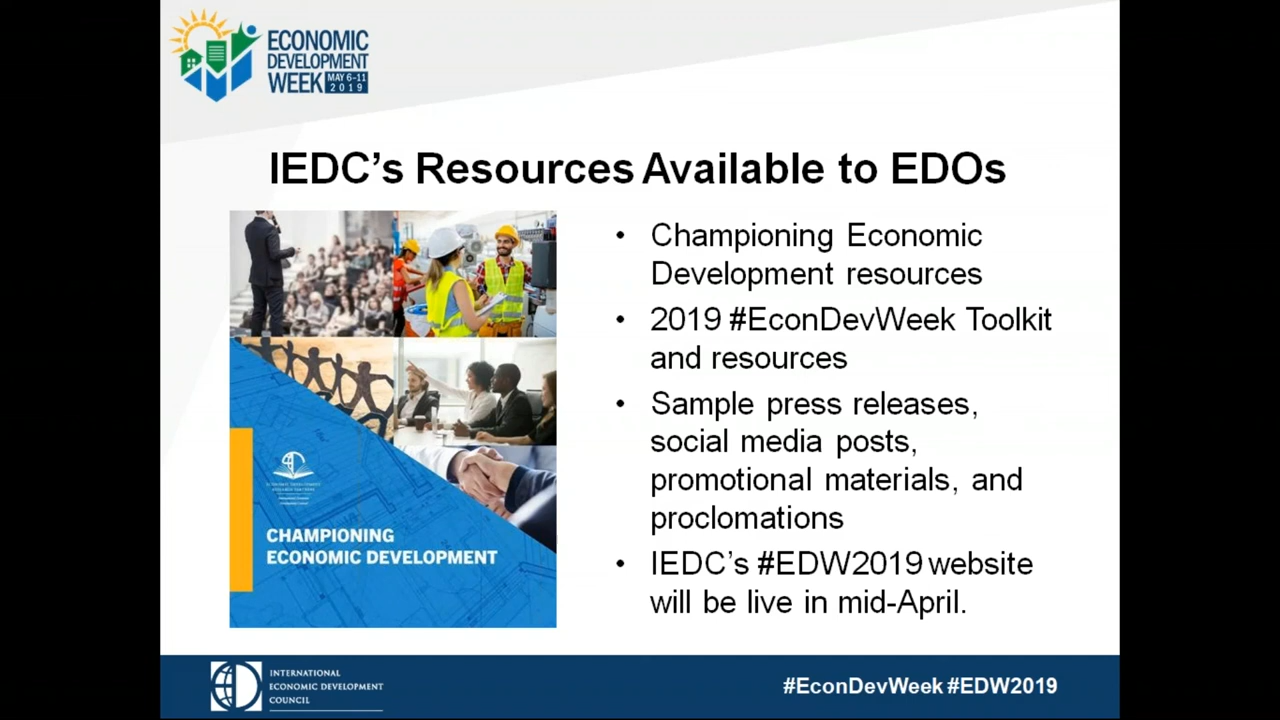 ECONOMIC
DEVELOPMENT
WEEK MAY 6-11
2019
IEDC’s Resources Available to EDOs
• Championing Economic
Development resources
• 2019 #EconDevWeek Toolkit
and resources
• Sample press releases,
social media posts,
promotional materials, and
proclomations
• IEDC’s #EDW2019 website
will be live in mid-April.
CHAMPIONING
ECONOMIC DEVELOPMENT
INTERNATIONAL
ECONOMIC DEVELOPMENT
COUNCIL
#EconDevWeek #EDW2019